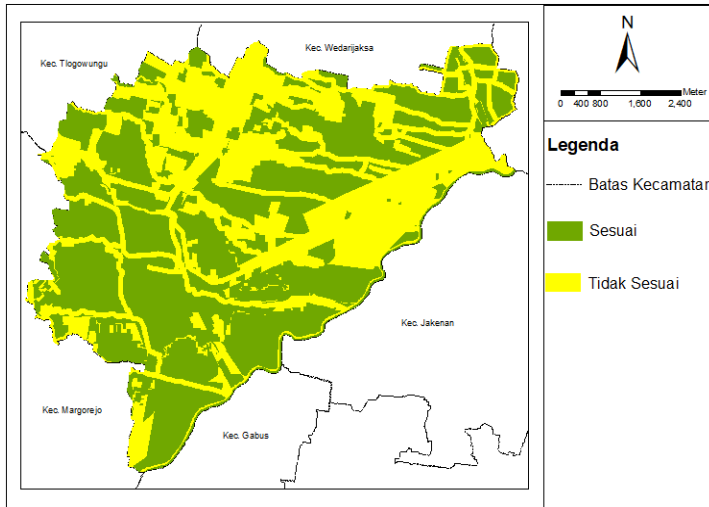 Kec. Wedarijaksa
Kec. Tlogowungu
Kec. Jakenan
Kec. Margorejo
Kec. Gabus
N
Meter
0 400 800 1,600 2,400
Legenda
Batas Kecamatan
Sesuai
Tidak Sesuai